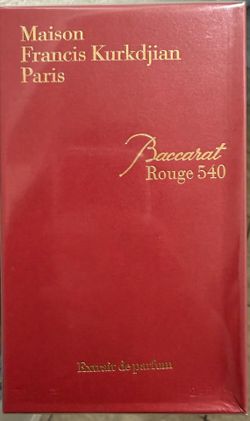 Maison
Francis Kurkdjian
Paris
Baccarat
Rouge 540
Extrait de parfum